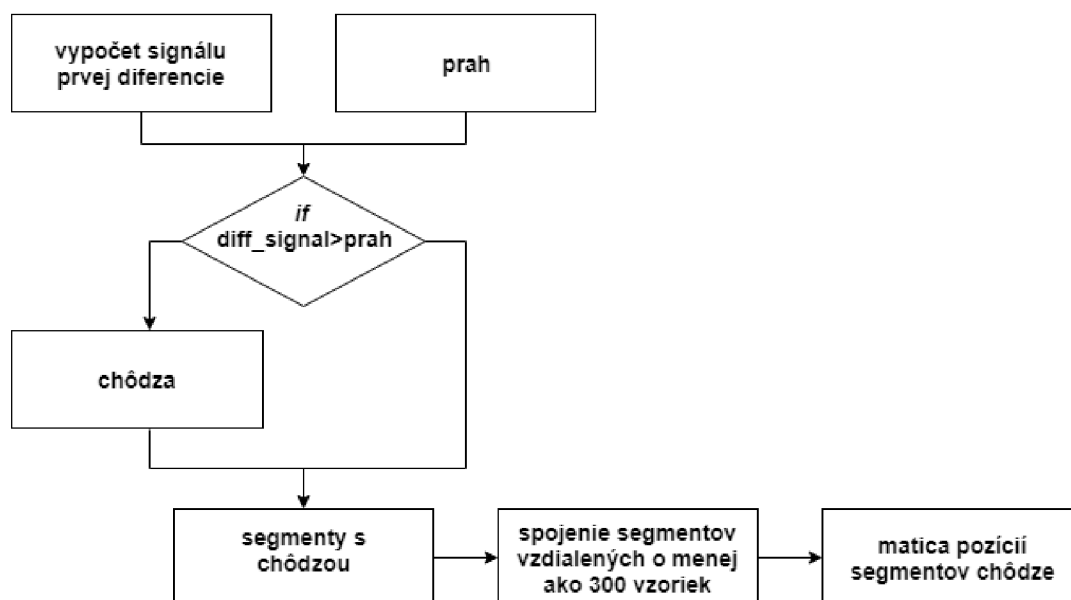 vypočet signálu
prvej diferencie
prah
if
diff_signal>prah
chôdza
segmenty s
chôdzou
spojenie segmentov
vzdialených o menej
ako 300 vzoriek
matica pozícií
segmentov chôdze